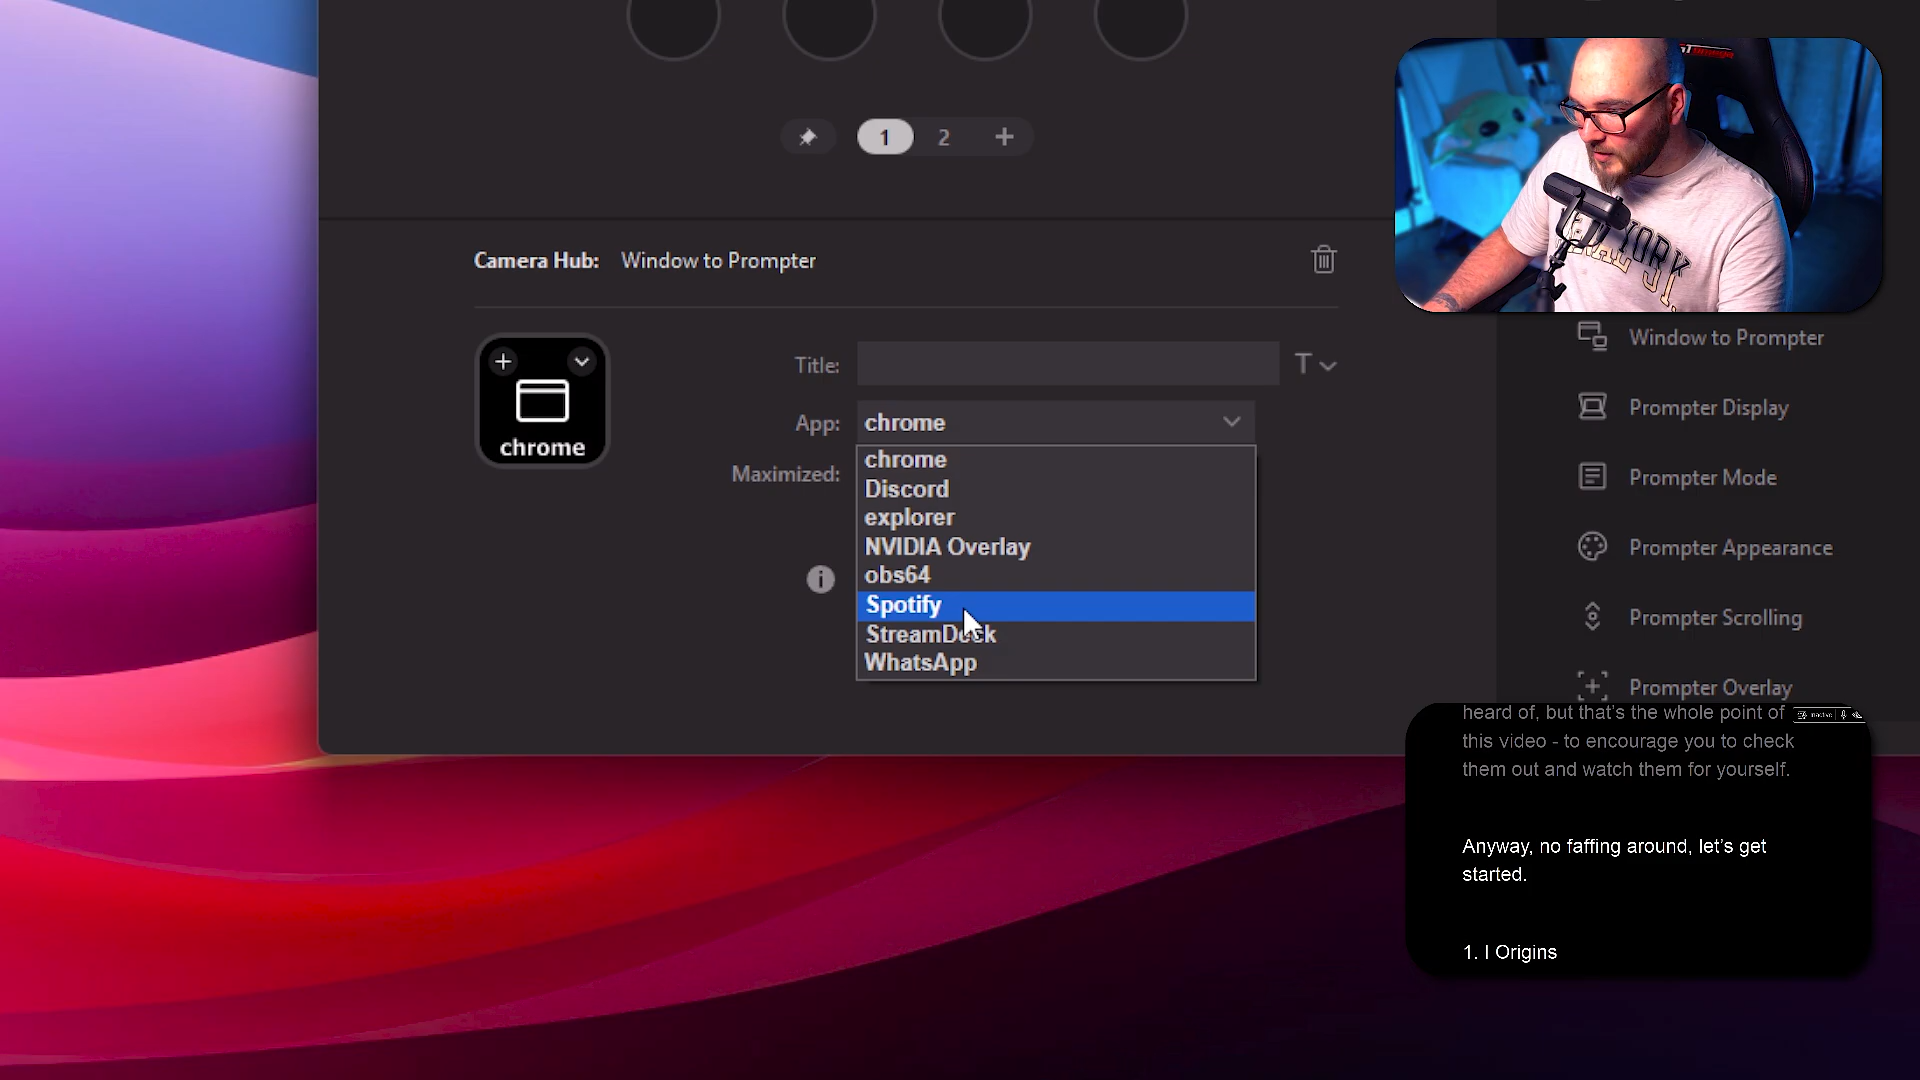 1
2
+
Camera Hub: Window to Prompter
chrome
Title:
T
App: chrome
Maximized:
chrome
Discord
explorer
NVIDIA Overlay
obs64
Spotify
StreamDeck
WhatsApp
Window to Prompter
Prompter Display
Prompter Mode
Prompter Appearance
Prompter Scrolling
Prompter Overlay
YORK
heard of, but that's the whole point of
Inactive
this video - to encourage you to check
them out and watch them for yourself.
Anyway, no faffing around, let's get
started.
1. I Origins